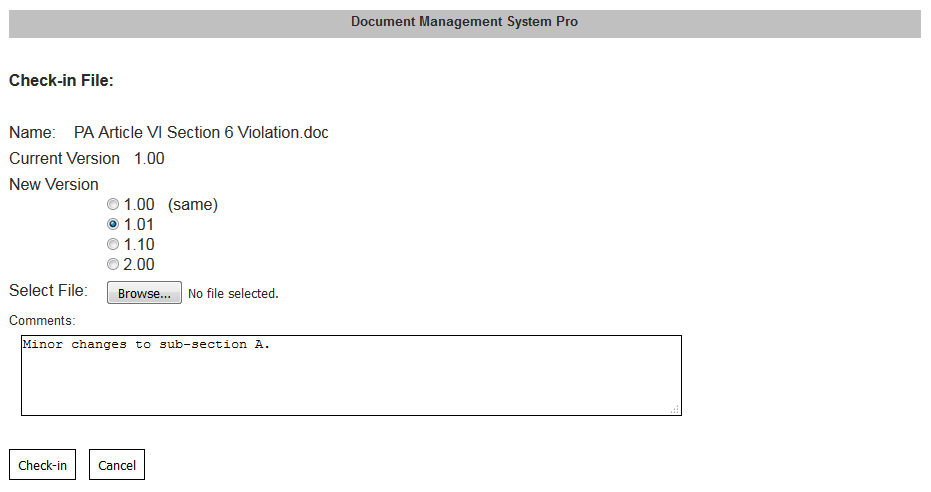 Document Management System Pro
Check-in File:
Name: PA Article VI Section 6 Violation.doc
Current Version 1.00
New Version
1.00 (same)
1.01
1.10
2.00
Select File: Browse... No file selected.
Comments:
Minor changes to sub-section A.
Check-in Cancel